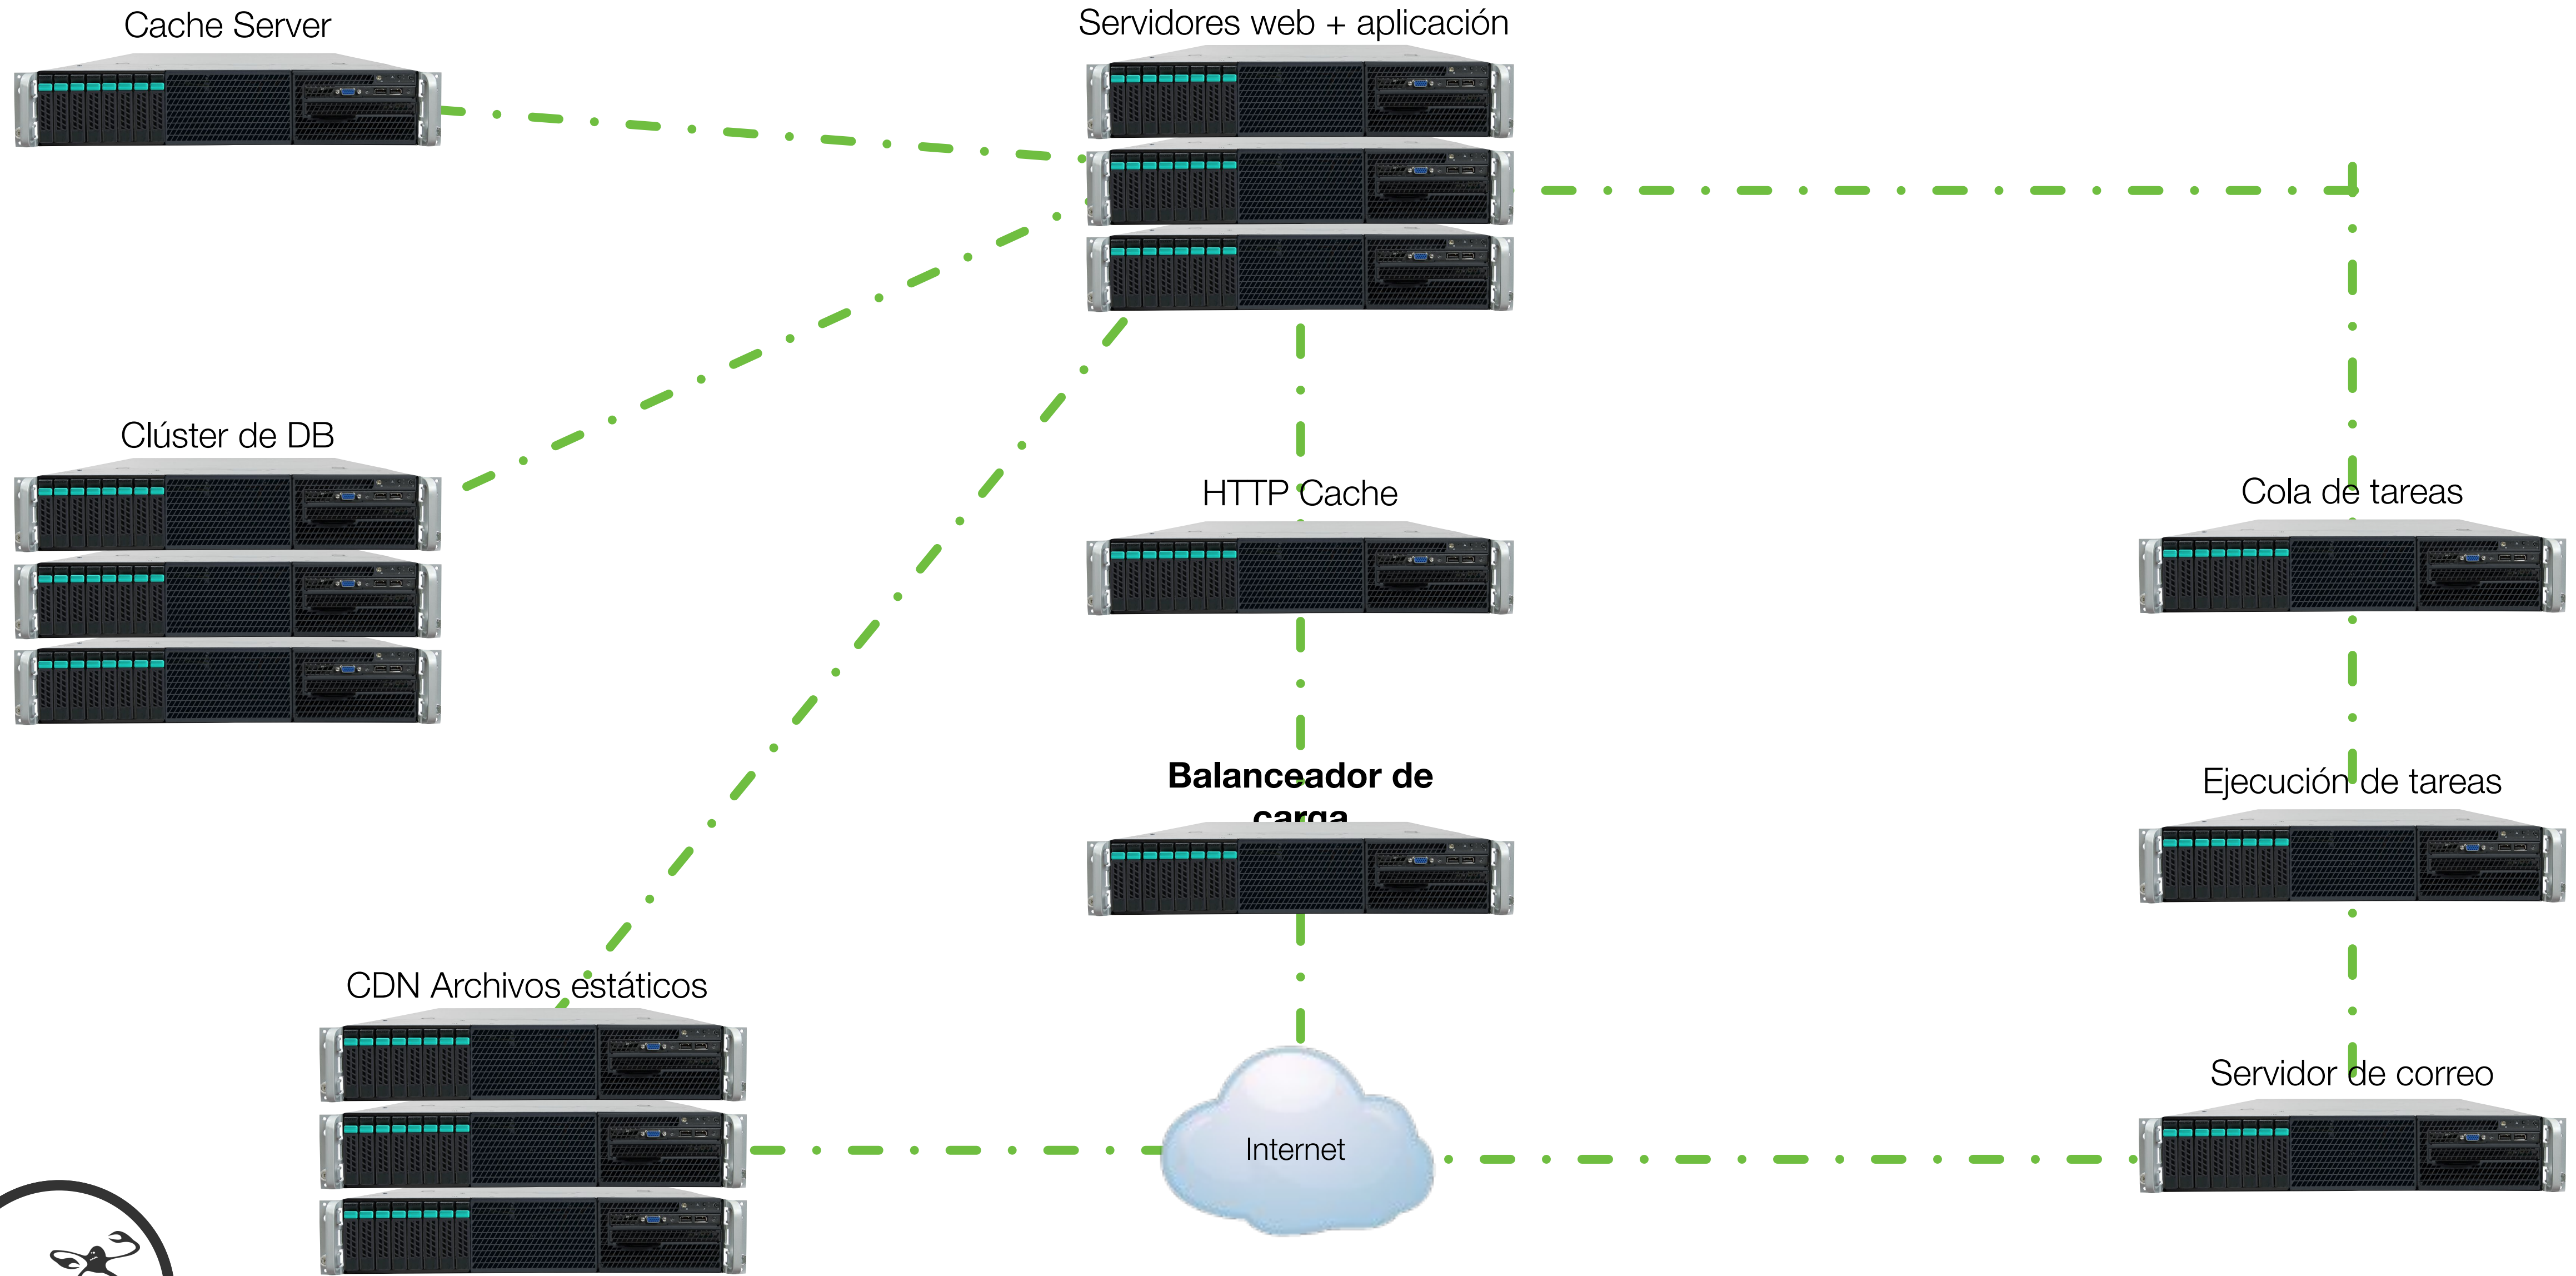 Cache Server
Servidores web + aplicación
Clúster de DB
HTTP Cache
Cola de tareas
Balanceador de
carga
Ejecución de tareas
CDN Archivos estáticos
Internet
Servidor de correo